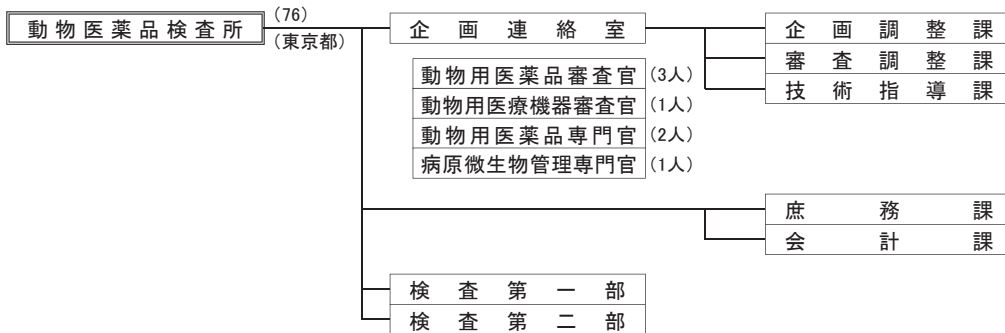 動物医薬品検査所 (76) 企画連絡室 企画調整課
(東京都)
審査調整課
技術指導課
動物用医薬品審査官 (3人)
動物用医療機器審査官 (1人)
動物用医薬品専門官 (2人)
病原微生物管理専門官 (1人)
庶務課
会計課
検査第一部
検査第二部